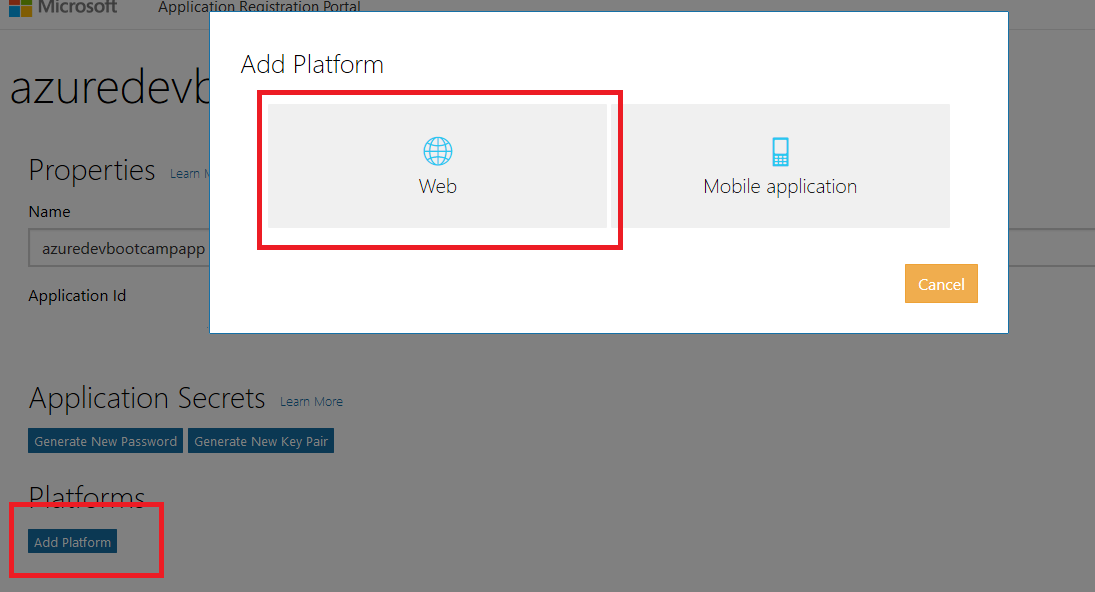 Microsoft Application Registration Portal
Add Platform
azuredevb
Web
Mobile application
Properties Learn M
Name
azuredevbootcampapp
Cancel
Application Id
Application Secrets Learn More
Generate New Password Generate New Key Pair
Platforms
Add Platform